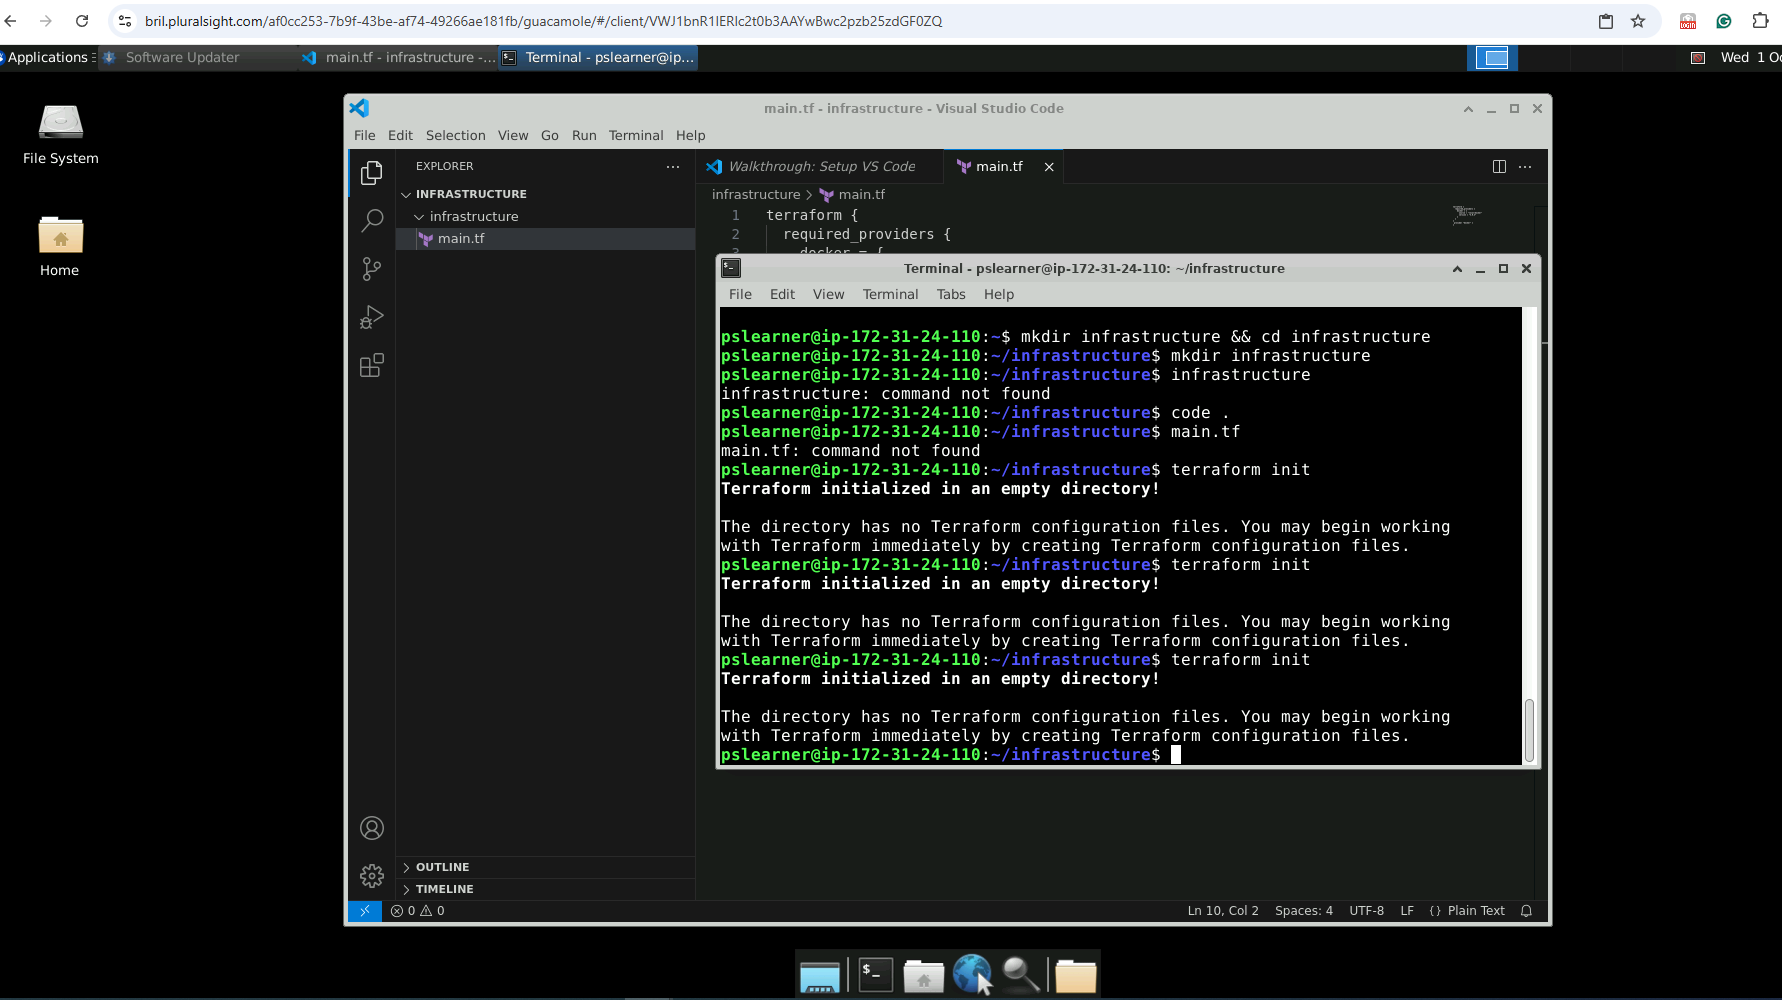 bril.pluralsight.com/af0cc253-7b9f-43be-af74-49266ae181fb/guacamole/#/client/VWJ1bnR1IERlc2t0b3AAYwBwc2pzb25zdGF0ZQ
Applications
Software Updater
main.tf - infrastructure -...
Terminal - pslearner@ip...
Wed 1 Oc
File System
Home
main.tf - infrastructure - Visual Studio Code
File Edit Selection View Go Run Terminal Help
EXPLORER
INFRASTRUCTURE
infrastructure
main.tf
OUTLINE
TIMELINE
Walkthrough: Setup VS Code
main.tf
infrastructure > main.tf
1 terraform {
2 required_providers {
3 docker = {
Terminal - pslearner@ip-172-31-24-110: ~/infrastructure
File Edit View Terminal Tabs Help
pslearner@ip-172-31-24-110:~$ mkdir infrastructure && cd infrastructure
pslearner@ip-172-31-24-110:~/infrastructure$ mkdir infrastructure
pslearner@ip-172-31-24-110:~/infrastructure$ infrastructure
infrastructure: command not found
pslearner@ip-172-31-24-110:~/infrastructure$ code .
pslearner@ip-172-31-24-110:~/infrastructure$ main.tf
main.tf: command not found
pslearner@ip-172-31-24-110:~/infrastructure$ terraform init
Terraform initialized in an empty directory!
The directory has no Terraform configuration files. You may begin working
with Terraform immediately by creating Terraform configuration files.
pslearner@ip-172-31-24-110:~/infrastructure$ terraform init
Terraform initialized in an empty directory!
The directory has no Terraform configuration files. You may begin working
with Terraform immediately by creating Terraform configuration files.
pslearner@ip-172-31-24-110:~/infrastructure$ terraform init
Terraform initialized in an empty directory!
The directory has no Terraform configuration files. You may begin working
with Terraform immediately by creating Terraform configuration files.
pslearner@ip-172-31-24-110:~/infrastructure$
0 0
Ln 10, Col 2 Spaces: 4 UTF-8 LF {} Plain Text
$_